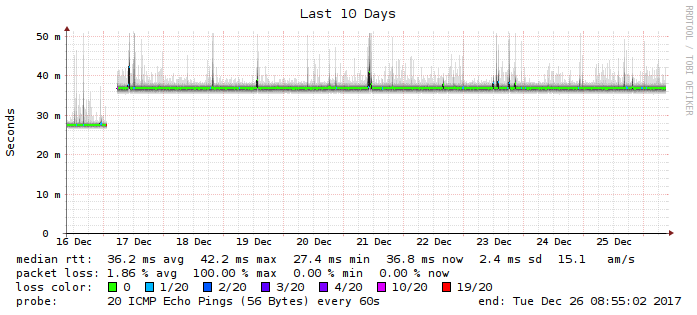 Last 10 Days
RRDTOOL / TOBI OETIKER
Seconds
50 m
40 m
30 m
20 m
10 m
0
16 Dec 17 Dec 18 Dec 19 Dec 20 Dec 21 Dec 22 Dec 23 Dec 24 Dec 25 Dec
median rtt: 36.2 ms avg 42.2 ms max 27.4 ms min 36.8 ms now 2.4 ms sd 15.1 am/s
packet loss: 1.86 % avg 100.00 % max 0.00 % min 0.00 % now
loss color: 0 1/20 2/20 3/20 4/20 10/20 19/20
probe: 20 ICMP Echo Pings (56 Bytes) every 60s end: Tue Dec 26 08:55:02 2017